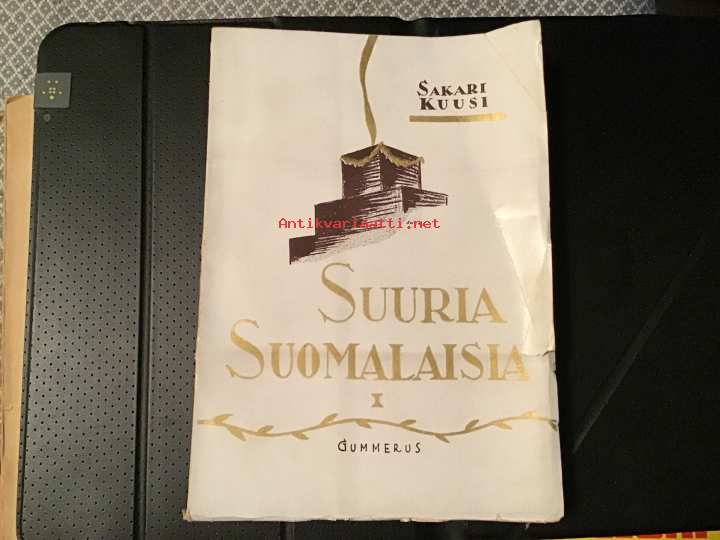 SAKARI
KUUSI
Antikvariaatti.net
SUURIA
SUOMALAISIA
I
GUMMERUS